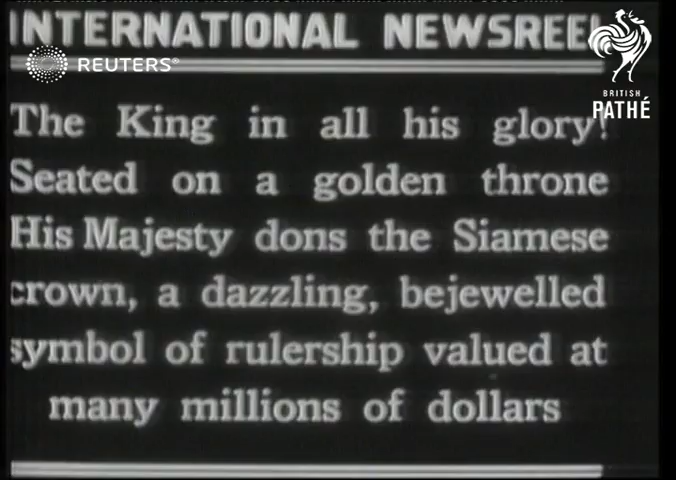 INTERNATIONAL NEWSREEL
REUTERS®
BRITISH
PATHÉ
The King in all his glory!
Seated on a golden throne
His Majesty dons the Siamese
crown, a dazzling, bejewelled
symbol of rulership valued at
many millions of dollars